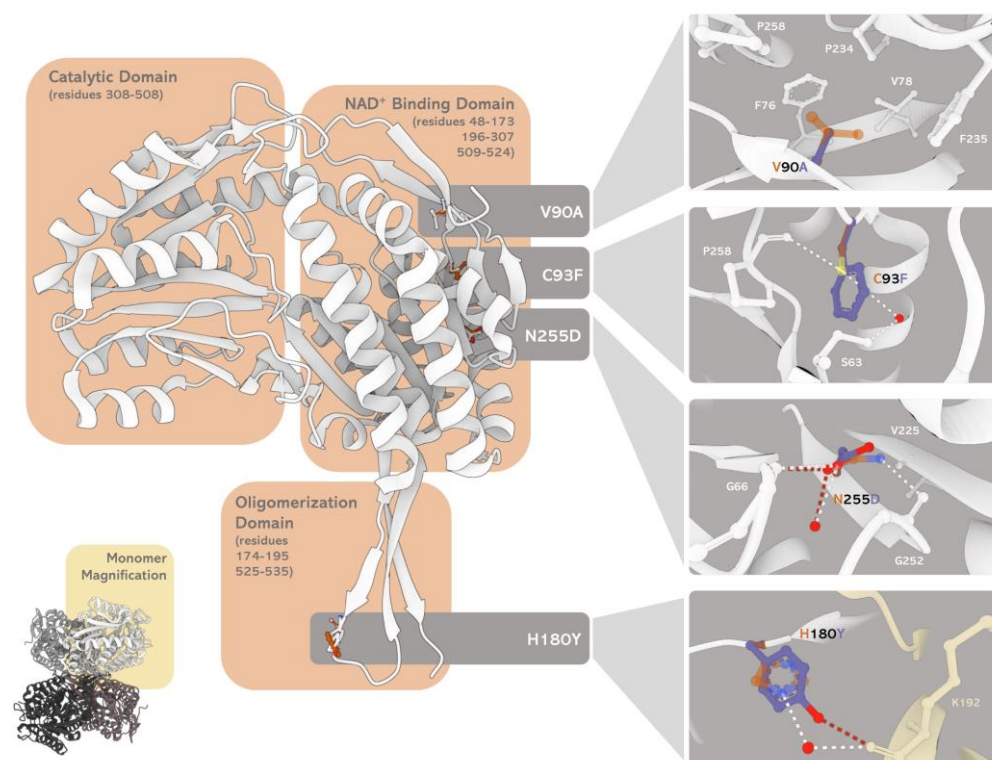 Catalytic Domain
(residues 308-508)
NAD⁺ Binding Domain
(residues 48-173
196-307
509-524)
V90A
C93F
N255D
Oligomerization
Domain
(residues
174-195
525-535)
H180Y
Monomer
Magnification
P258
P234
V78
F76
F235
V90A
P258
C93F
S63
V225
G66
N255D
G252
H180Y
K192